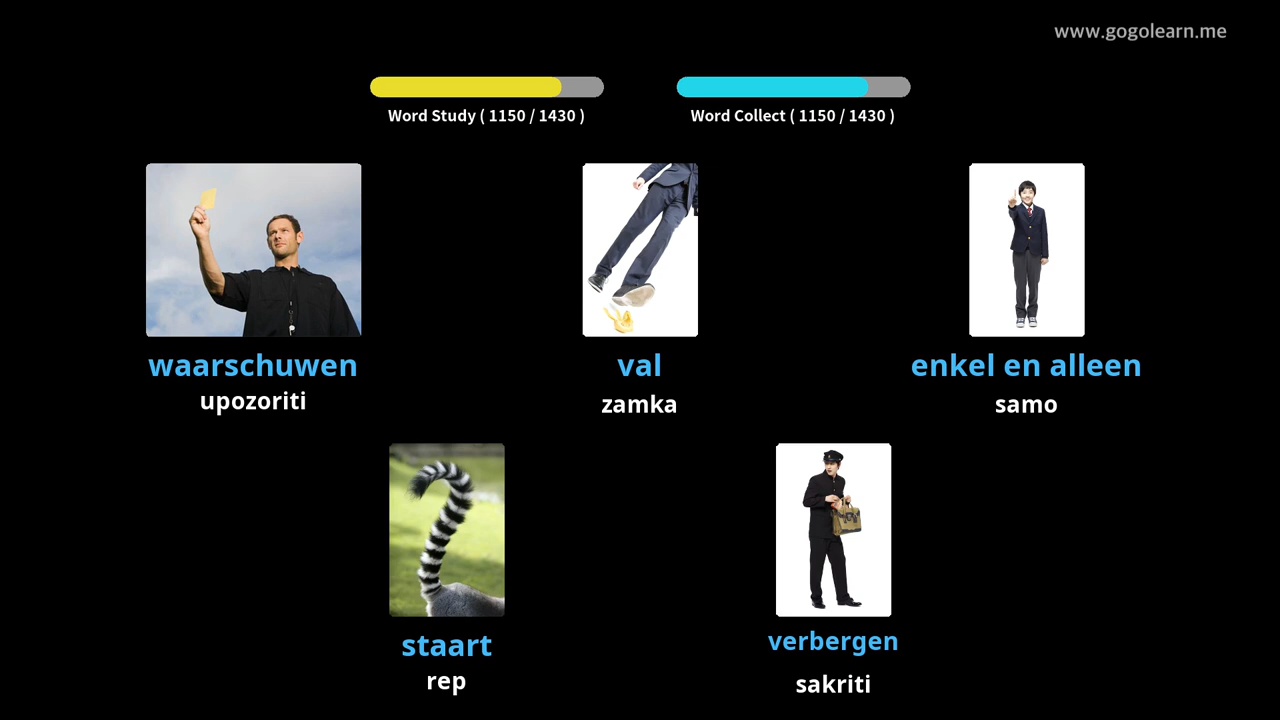 www.gogolearn.me
Word Study ( 1150 / 1430 )
Word Collect ( 1150 / 1430 )
waarschuwen
upozoriti
val
zamka
enkel en alleen
samo
staart
rep
verbergen
sakriti